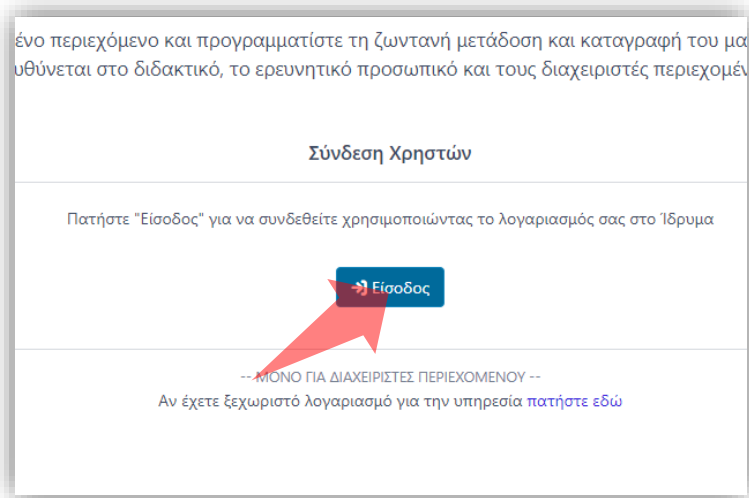 ένο περιεχόμενο και προγραμματίστε τη ζωντανή μετάδοση και καταγραφή του μα
υθύνεται στο διδακτικό, το ερευνητικό προσωπικό και τους διαχειριστές περιεχομέν
Σύνδεση Χρηστών
Πατήστε "Είσοδος" για να συνδεθείτε χρησιμοποιώντας το λογαριασμός σας στο Ίδρυμα
Είσοδος
-- ΜΟΝΟ ΓΙΑ ΔΙΑΧΕΙΡΙΣΤΕΣ ΠΕΡΙΕΧΟΜΕΝΟΥ --
Αν έχετε ξεχωριστό λογαριασμό για την υπηρεσία πατήστε εδώ